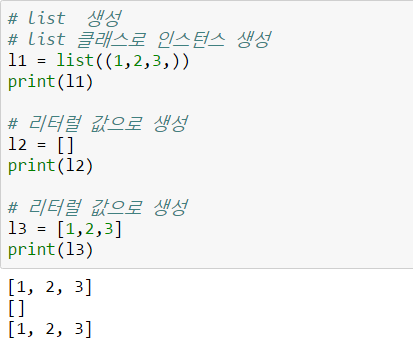 # list  생성
# list 클래스로 인스턴스 생성
l1 = list((1,2,3,))
print(l1)
# 리터럴 값으로 생성
l2 = []
print(l2)
# 리터럴 값으로 생성
l3 = [1,2,3]
print(l3)
[1, 2, 3]
[]
[1, 2, 3]